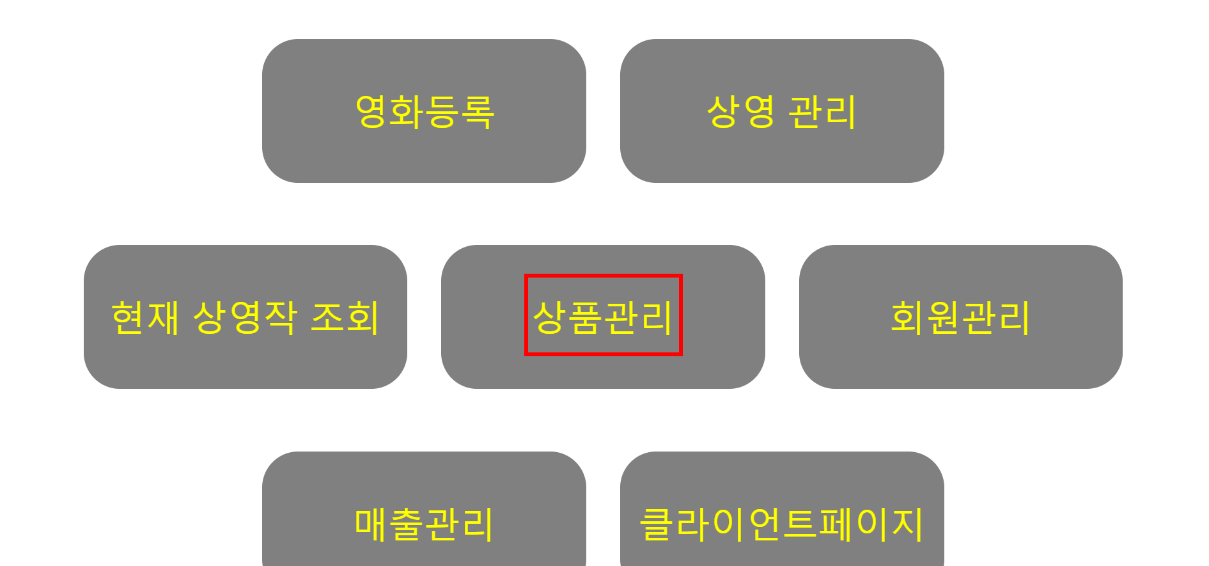 영화등록
상영 관리
현재 상영작 조회
상품관리
회원관리
매출관리
클라이언트페이지